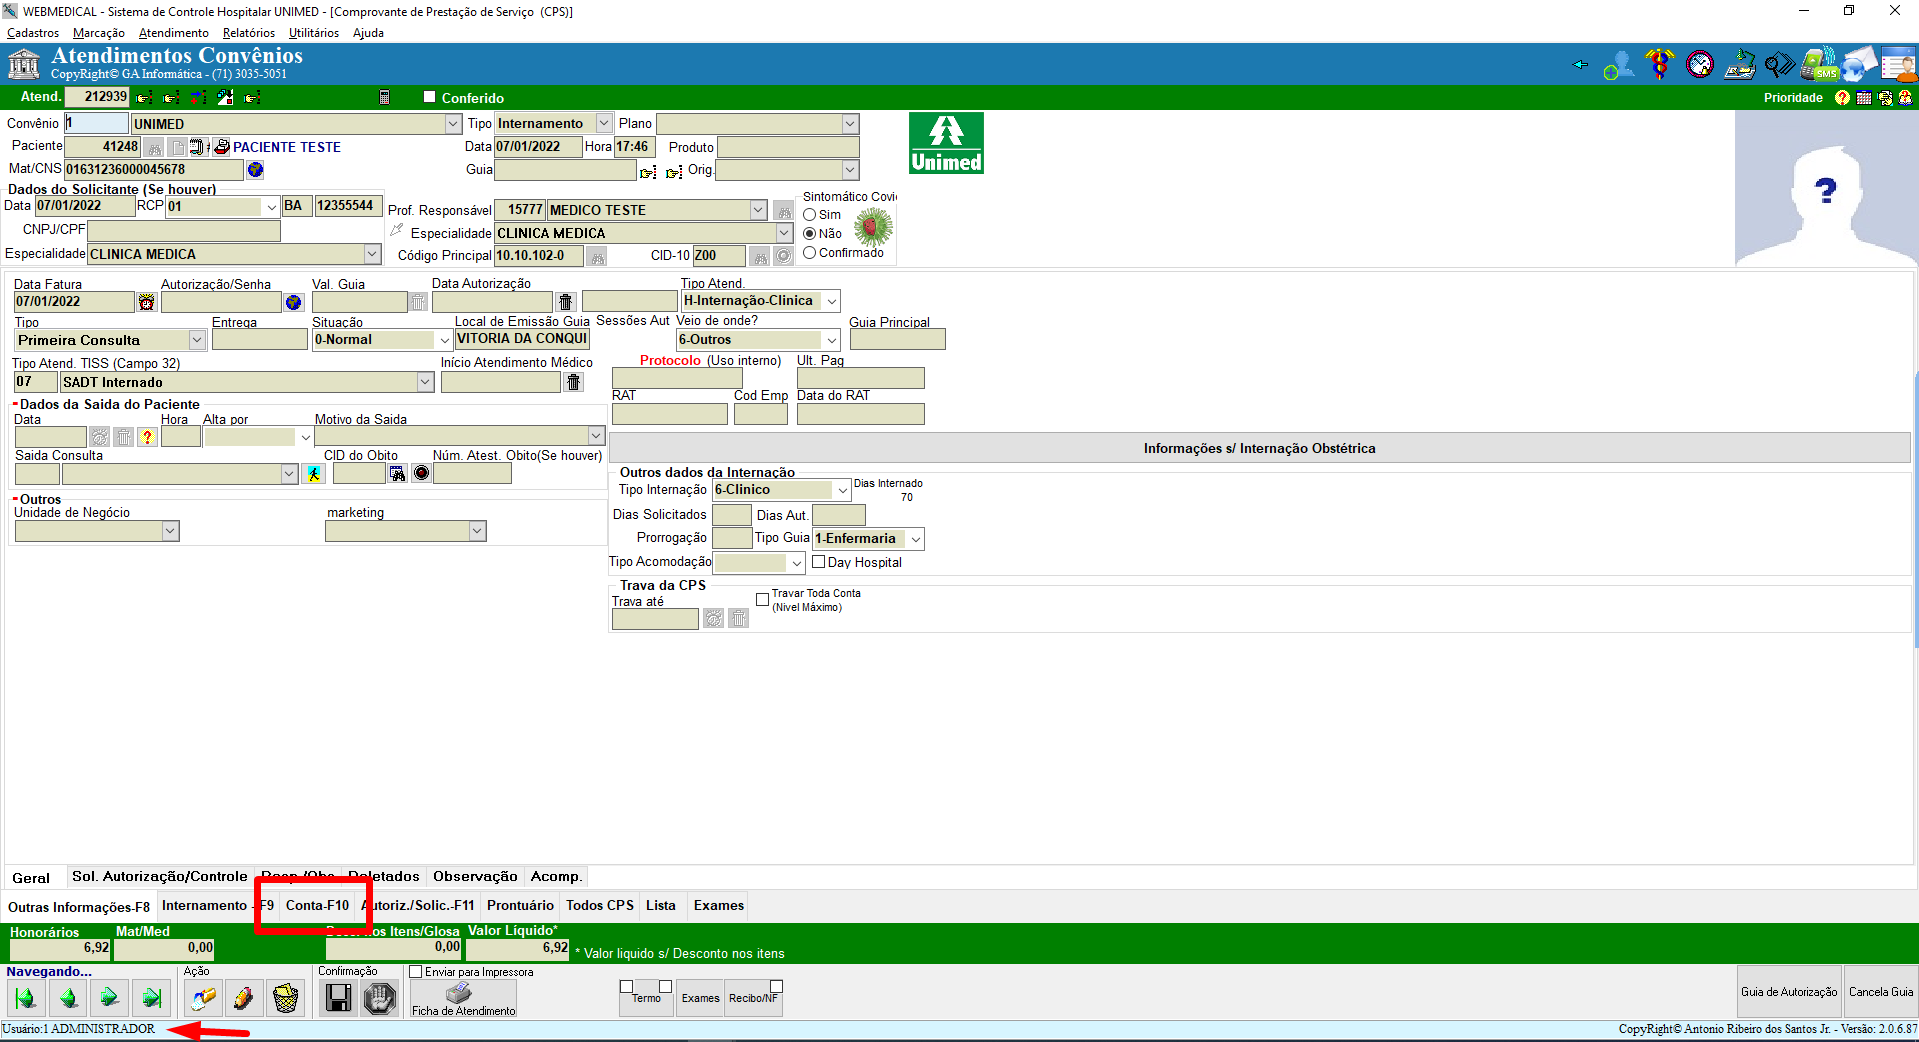 WEBMEDICAL - Sistema de Controle Hospitalar UNIMED - [Comprovante de Prestação de Serviço  (CPS)]
Cadastros Marcação Atendimento Relatórios Utilitários Ajuda
Atendimentos Convênios
CopyRight© GA Informática - (71) 3035-5051
SMS
Atend. 212939 Conferido Prioridade
Convênio 1 UNIMED Tipo Internamento Plano
Paciente 41248 PACIENTE TESTE Data 07/01/2022 Hora 17:46 Produto
Unimed
Mat/CNS 01631236000045678 Guia Orig.
Dados do Solicitante (Se houver)
Data 07/01/2022 RCP 01 BA 12355544
CNPJ/CPF
Especialidade CLINICA MEDICA
Prof. Responsável 15777 MEDICO TESTE
Especialidade CLINICA MEDICA
Código Principal 10.10.102-0 CID-10 Z00
Sintomático Covi
Sim
Não
Confirmado
Data Fatura Autorização/Senha Val. Guia Data Autorização Tipo Atend.
07/01/2022 H-Internação-Clinica
Tipo Entrega Situação Local de Emissão Guia Sessões Aut Veio de onde? Guia Principal
Primeira Consulta 0-Normal VITORIA DA CONQUI 6-Outros
Tipo Atend. TISS (Campo 32) Início Atendimento Médico Protocolo (Uso interno) Ult. Pag
07 SADT Internado
RAT Cod Emp Data do RAT
Dados da Saida do Paciente
Data Hora Alta por Motivo da Saida
Saida Consulta CID do Obito Núm. Atest. Obito(Se houver)
Outros
Unidade de Negócio marketing
Informações s/ Internação Obstétrica
Outros dados da Internação
Tipo Internação 6-Clinico Dias Internado
70
Dias Solicitados Dias Aut.
Prorrogação Tipo Guia 1-Enfermaria
Tipo Acomodação Day Hospital
Trava da CPS
Trava até Travar Toda Conta
(Nivel Máximo)
Geral Sol. Autorização/Controle Deletados Observação Acomp.
Outras Informações-F8 Internamento -F9 Conta-F10 Autoriz./Solic.-F11 Prontuário Todos CPS Lista Exames
Honorários Mat/Med Itens/Glosa Valor Líquido*
6,92 0,00 0,00 6,92 * Valor liquido s/ Desconto nos itens
Navegando... Ação Confirmação Enviar para Impressora
Ficha de Atendimento Termo Exames Recibo/NF Guia de Autorização Cancela Guia
Usuário:1 ADMINISTRADOR CopyRight© Antonio Ribeiro dos Santos Jr. - Versão: 2.0.6.87